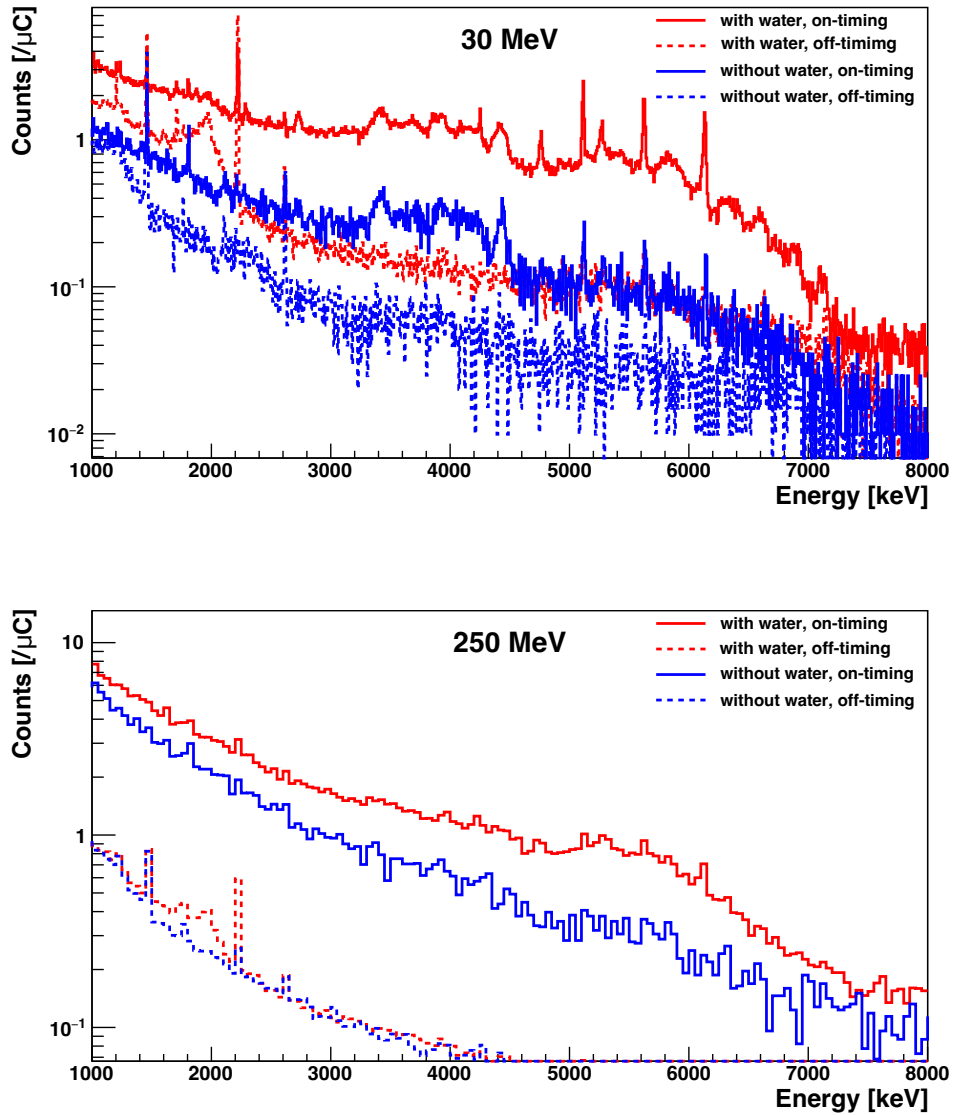 30 MeV
with water, on-timing
with water, off-timimg
without water, on-timing
without water, off-timing
Counts [/μC]
1
10⁻¹
10⁻²
1000 2000 3000 4000 5000 6000 7000 8000
Energy [keV]
250 MeV
with water, on-timing
with water, off-timing
without water, on-timing
without water, off-timing
Counts [/μC]
10
1
10⁻¹
1000 2000 3000 4000 5000 6000 7000 8000
Energy [keV]